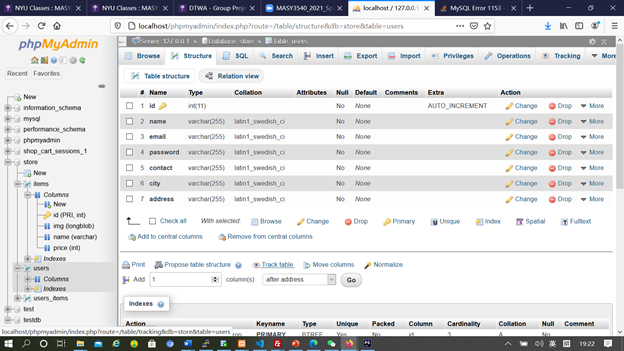 NYU Classes : MASY
NYU Classes : MASY
DTWA - Group Proje
MASY3540_2021_Sp
localhost / 127.0.0.1
MySQL Error 1153 -
localhost/phpmyadmin/index.php?route=/table/structure&db=store&table=users
phpMyAdmin
Recent Favorites
New
information_schema
mysql
performance_schema
phpmyadmin
shop_cart_sessions_1
store
New
items
Columns
New
id (PRI, int)
img (longblob)
name (varchar)
price (int)
Indexes
users
Columns
Indexes
users_items
test
testdb
Server: 127.0.0.1 » Database: store » Table: users
Browse Structure SQL Search Insert Export Import Privileges Operations Tracking More
Table structure Relation view
# Name Type Collation Attributes Null Default Comments Extra Action
1 id int(11) No None AUTO_INCREMENT Change Drop More
2 name varchar(255) latin1_swedish_ci No None Change Drop More
3 email varchar(255) latin1_swedish_ci No None Change Drop More
4 password varchar(255) latin1_swedish_ci No None Change Drop More
5 contact varchar(255) latin1_swedish_ci No None Change Drop More
6 city varchar(255) latin1_swedish_ci No None Change Drop More
7 address varchar(255) latin1_swedish_ci No None Change Drop More
Check all With selected: Browse Change Drop Primary Unique Index Spatial Fulltext
Add to central columns Remove from central columns
Print Propose table structure Track table Move columns Normalize
Add 1 column(s) after address Go
Indexes
Action Keyname Type Unique Packed Column Cardinality Collation Null Comment
PRIMARY BTREE Yes No id 3 A No
localhost/phpmyadmin/index.php?route=/table/tracking&db=store&table=users
英
19:22